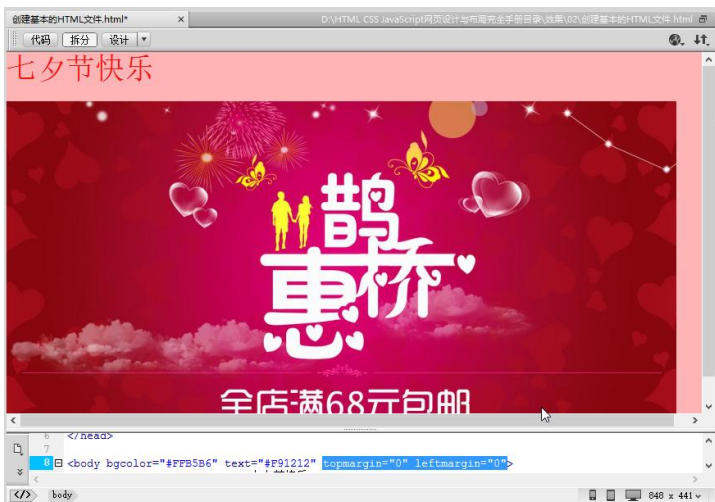 创建基本的HTML文件.html* × D:\HTML CSS JavaScript网页设计与布局完全手册目录\效果\02\创建基本的HTML文件.html
代码 拆分 设计
七夕节快乐
鹊
惠桥
全店满68元包邮
6 </head>
7
8 <body bgcolor="#FFB5B6" text="#F91212" topmargin="0" leftmargin="0">
</> body 848 x 441